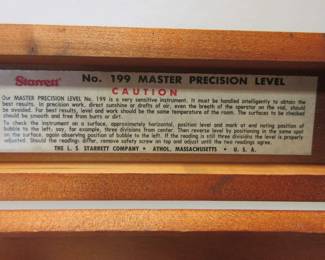 Starrett No. 199 MASTER PRECISION LEVEL
CAUTION
Our MASTER PRECISION LEVEL No. 199 is a very sensitive instrument. It must be handled intelligently to obtain the
best results. In precision work, direct sunshine or drafts of air, even the breath of the operator on the vial, should
be avoided. For best results, level and work should be the same temperature of the room. The surfaces to be checked
should be smooth and free from burrs or dirt.
To check the instrument on a surface, approximately horizontal, position level and mark at end noting position of
bubble to the left; say, for example, three divisions from center. Then reverse level by positioning in the same spot
on the surface, again observing position of bubble to the left. If the reading is still three divisions the level is
properly adjusted. Should the readings differ, remove safety screw on top and adjust until the two readings agree.
THE L. S. STARRETT COMPANY • ATHOL, MASSACHUSETTS • U. S. A.